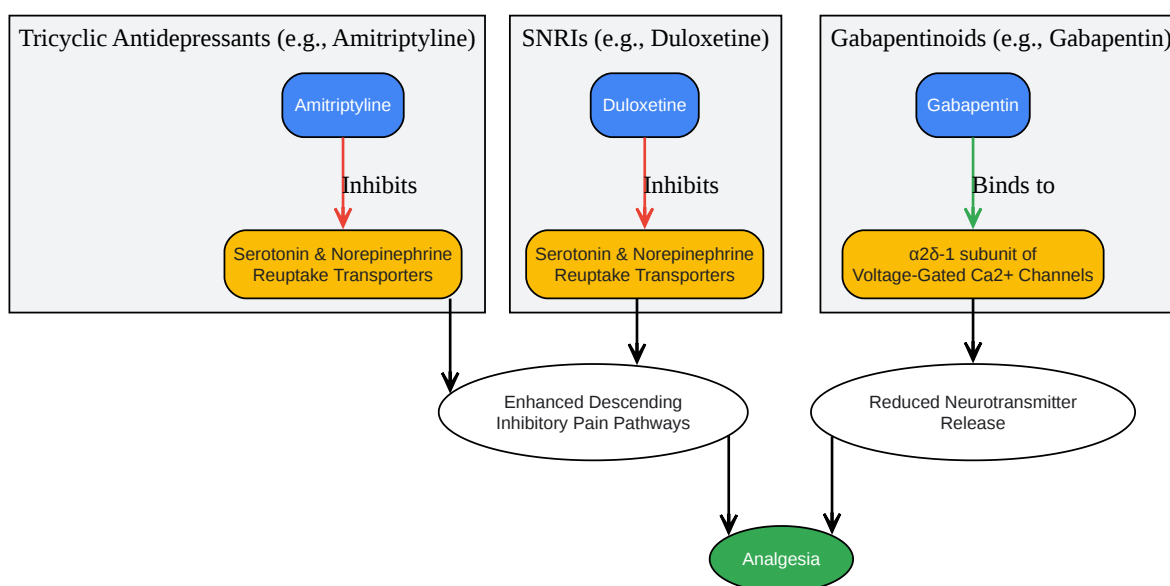 Tricyclic Antidepressants (e.g., Amitriptyline)
SNRIs (e.g., Duloxetine)
Gabapentinoids (e.g., Gabapentin)
Amitriptyline
Duloxetine
Gabapentin
Inhibits
Inhibits
Binds to
Serotonin & Norepinephrine
Reuptake Transporters
Serotonin & Norepinephrine
Reuptake Transporters
α2δ-1 subunit of
Voltage-Gated Ca2+ Channels
Enhanced Descending
Inhibitory Pain Pathways
Reduced Neurotransmitter
Release
Analgesia